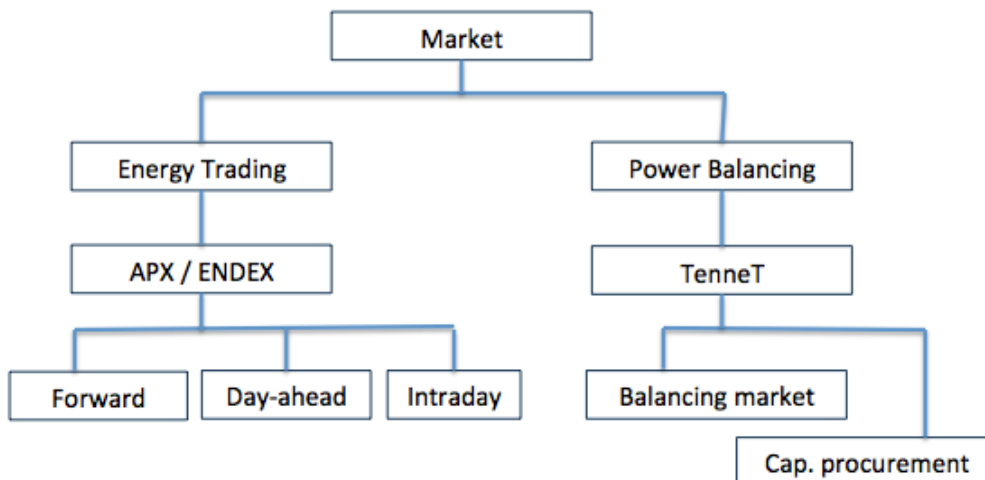 Market
Energy Trading
Power Balancing
APX / ENDEX
TenneT
Forward
Day-ahead
Intraday
Balancing market
Cap. procurement